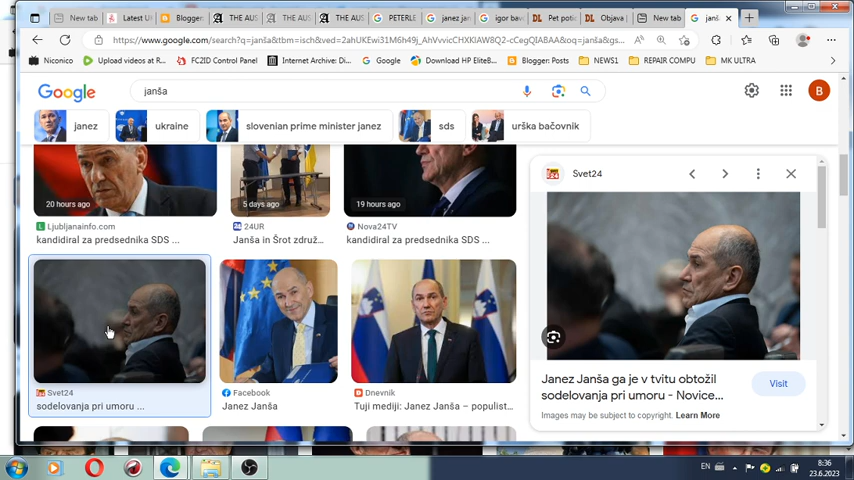 New tab
Latest U
Blogger.
THE AUS
THE AUS
THE AUS
PETERLE
janez jan
igor bavo
Pet poti
Objava |
New tab
janš
https://www.google.com/search?q=janša&tbm=isch&ved=2ahUKEwi31M6h49j_AhVvvicCHXKIAW8Q2-cCegQIABAA&oq=janša&gs...
Niconico
Upload videos at R...
FC2ID Control Panel
Internet Archive: Di...
Google
Download HP EliteB...
Blogger: Posts
NEWS1
REPAIR COMPU
MK ULTRA
Google
janša
B
janez
ukraine
slovenian prime minister janez
sds
urška bačovnik
20 hours ago
5 days ago
19 hours ago
Ljubljanainfo.com
24UR
Nova24TV
kandidiral za predsednika SDS ...
Janša in Šrot združ...
kandidiral za predsednika SDS ...
Svet24
Facebook
Dnevnik
sodelovanja pri umoru ...
Janez Janša
Tuji mediji: Janez Janša – populist...
Svet24
Janez Janša ga je v tvitu obtožil
sodelovanja pri umoru - Novice...
Visit
Images may be subject to copyright. Learn More
EN
8:36
23.6.2023